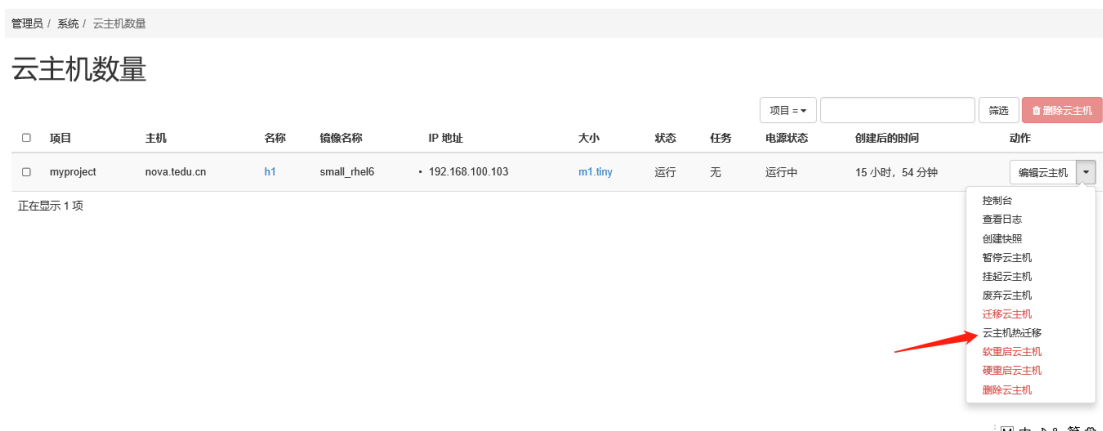 管理员 / 系统 / 云主机数量
云主机数量
项目 = 筛选 删除云主机
项目 主机 名称 镜像名称 IP 地址 大小 状态 任务 电源状态 创建后的时间 动作
myproject nova.tedu.cn h1 small_rhel6 • 192.168.100.103 m1.tiny 运行 无 运行中 15 小时，54 分钟 编辑云主机
正在显示 1 项
控制台
查看日志
创建快照
暂停云主机
挂起云主机
废弃云主机
迁移云主机
云主机热迁移
软重启云主机
硬重启云主机
删除云主机